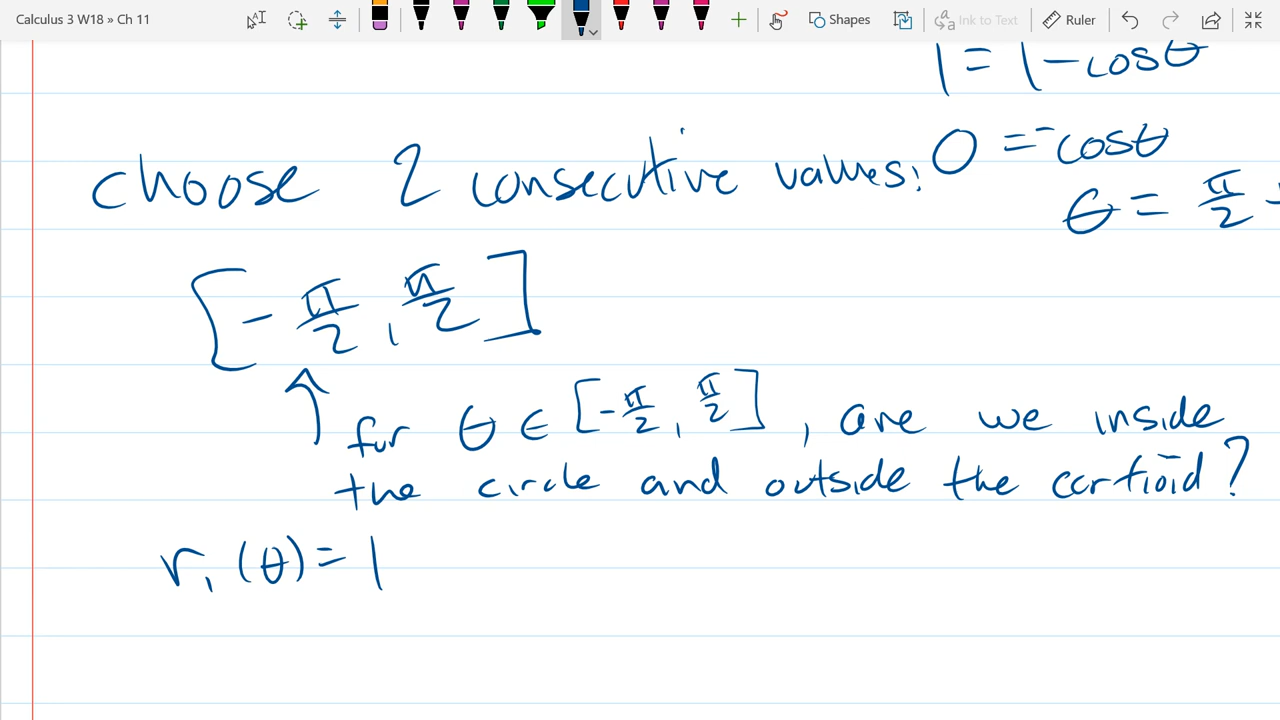 Calculus 3 W18 » Ch 11
Ink to Text
Shapes
Ruler
1 = 1 - cosθ
choose 2 consecutive values:
0 = -cosθ
θ = π/2
[-π/2, π/2]
for θ ∈ [-π/2, π/2], are we inside
the circle and outside the cartioid?
r₁(θ) = 1